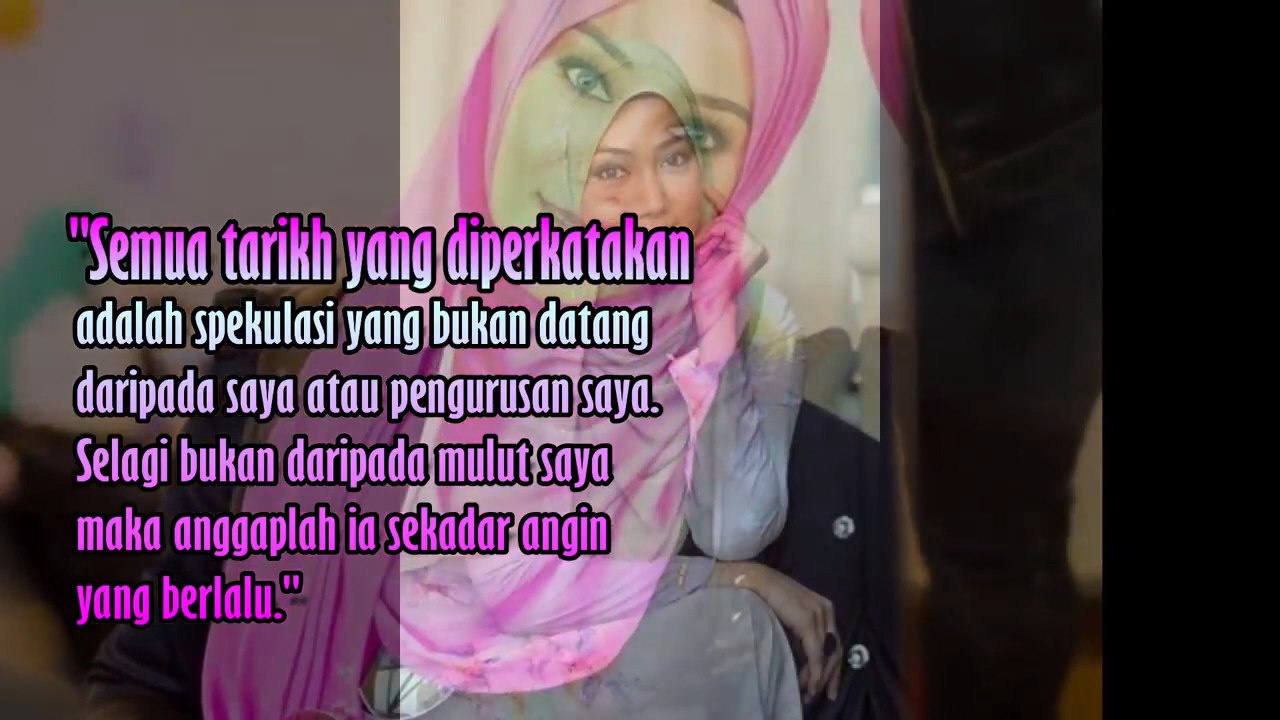 "Semua tarikh yang diperkatakan
adalah spekulasi yang bukan datang
daripada saya atau pengurusan saya.
Selagi bukan daripada mulut saya
maka anggaplah ia sekadar angin
yang berlalu."